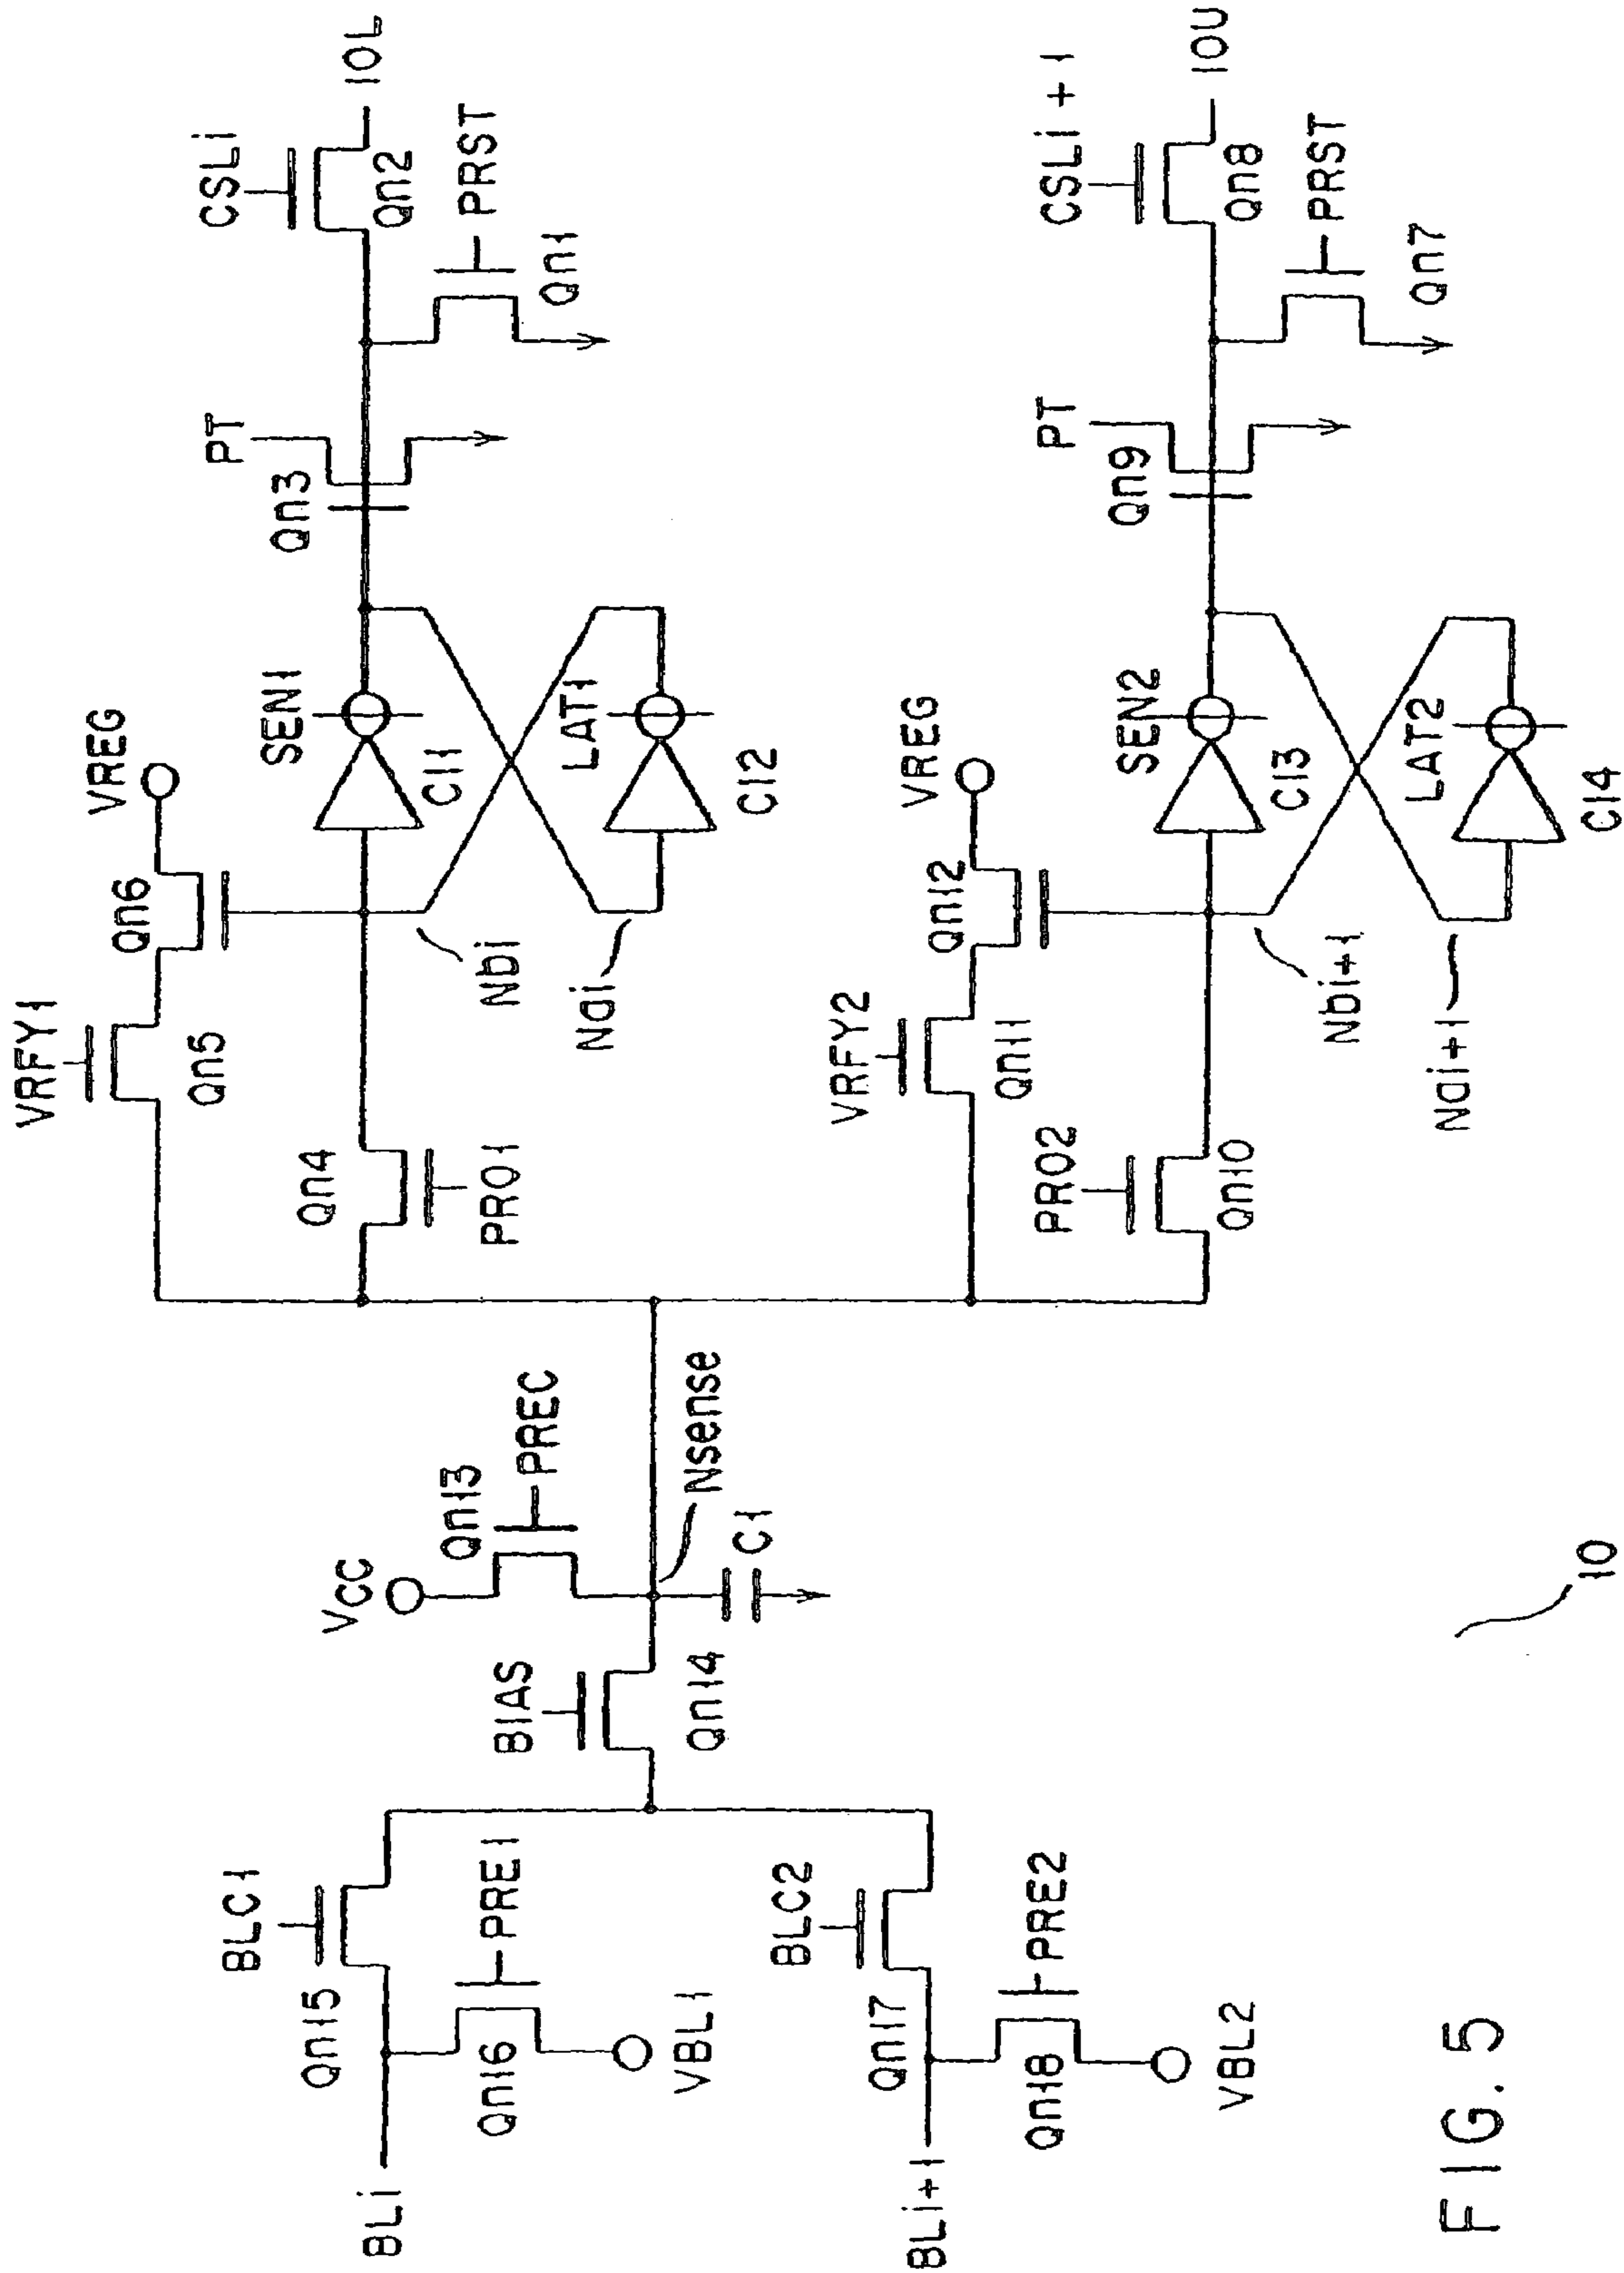 CSLi
IOL
Qn2
PRST
Qn1
PT
Qn3
VREG
SEN1
CI1
LAT1
CI2
Qn6
Nbi
Nai
VRFY1
Qn5
Qn4
PRO1
CSLi+1
IOU
Qn8
PRST
Qn7
PT
Qn9
VREG
SEN2
CI3
LAT2
CI4
Qn12
Nbi+1
Nai+1
VRFY2
Qn11
PRO2
Qn10
VCC
Qn13
PREC
Nsense
C1
BIAS
Qn14
BLC1
Qn15
PRE1
Qn16
VBL1
BLi
BLC2
Qn17
PRE2
Qn18
VBL2
BLi+1
10
FIG. 5